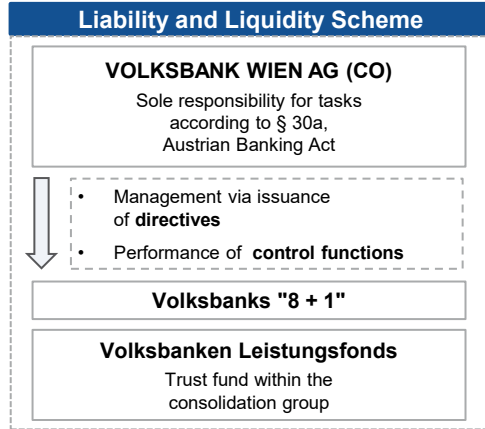 Liability and Liquidity Scheme
VOLKSBANK WIEN AG (CO)
Sole responsibility for tasks
according to § 30a,
Austrian Banking Act
• Management via issuance
of directives
• Performance of control functions
Volksbanks "8 + 1"
Volksbanken Leistungsfonds
Trust fund within the
consolidation group